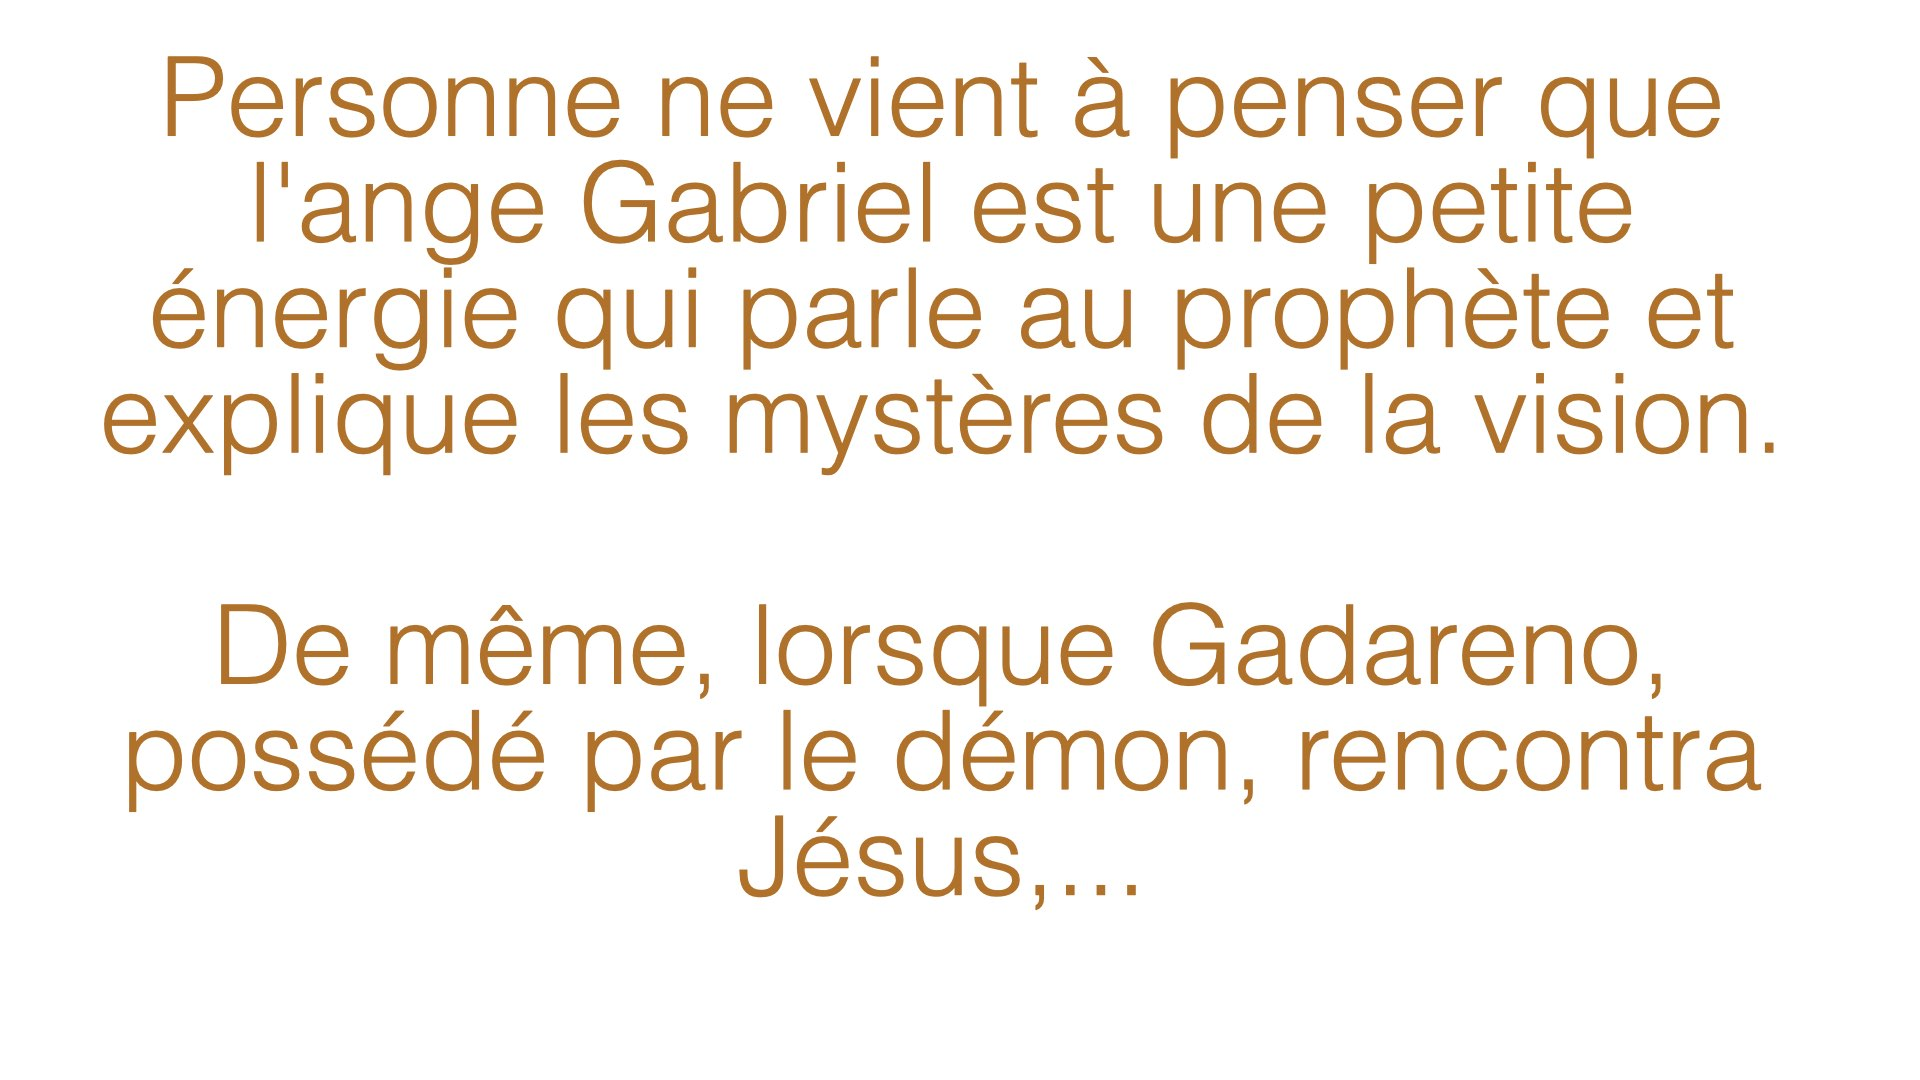 Personne ne vient à penser que
l'ange Gabriel est une petite
énergie qui parle au prophète et
explique les mystères de la vision.
De même, lorsque Gadareno,
possédé par le démon, rencontra
Jésus,...